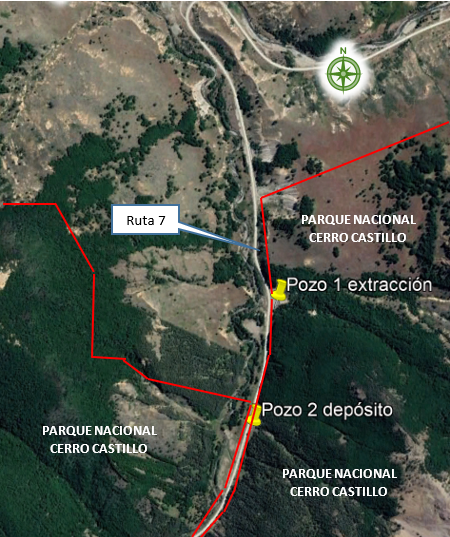 N
Ruta 7
PARQUE NACIONAL
CERRO CASTILLO
Pozo 1 extracción
Pozo 2 depósito
PARQUE NACIONAL
CERRO CASTILLO
PARQUE NACIONAL
CERRO CASTILLO